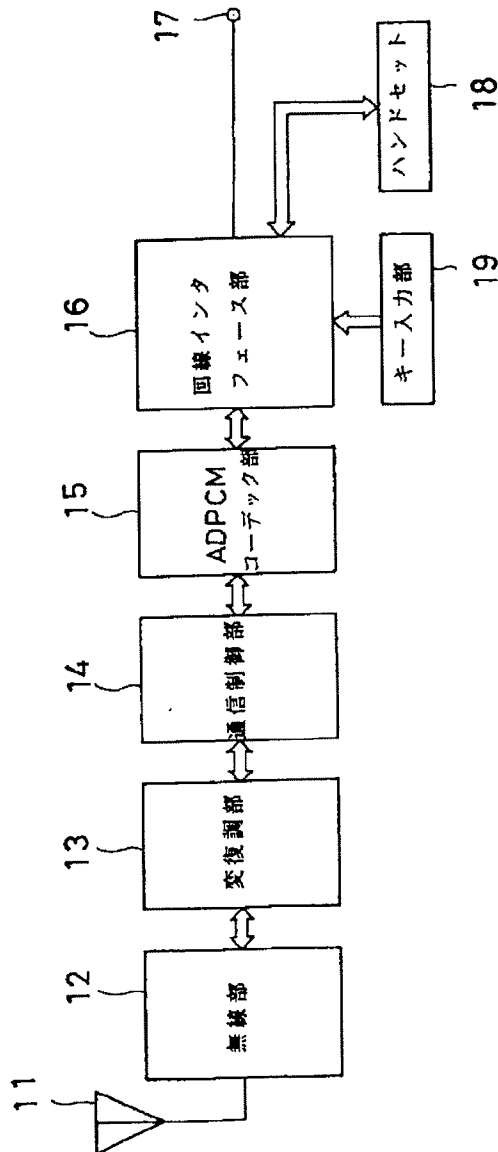 11
12
無線部
13
変復調部
14
通信制御部
15
ADPCM
コーデック部
16
回線インタ
フェース部
17
ハンドセット
18
キー入力部
19